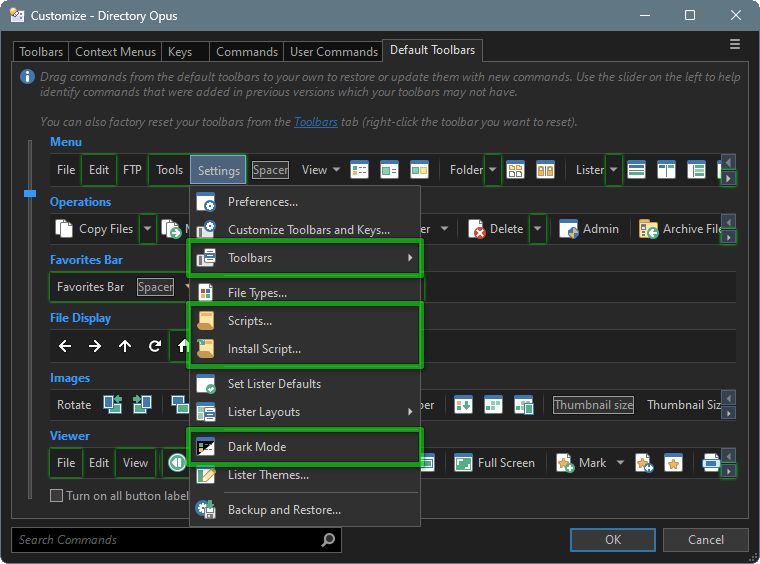 Customize - Directory Opus
Toolbars Context Menus Keys Commands User Commands Default Toolbars
Drag commands from the default toolbars to your own to restore or update them with new commands. Use the slider on the left to help
identify commands that were added in previous versions which your toolbars may not have.
You can also factory reset your toolbars from the Toolbars tab (right-click the toolbar you want to reset).
Menu
File Edit FTP Tools Settings Spacer View Folder Lister
Preferences...
Operations
Copy Files Customize Toolbars and Keys... Delete Admin Archive File
Favorites Bar
Toolbars
Favorites Bar Spacer File Types...
File Display
Scripts...
Install Script...
Images
Set Lister Defaults
Rotate Lister Layouts Thumbnail size Thumbnail Siz
Viewer
Dark Mode
File Edit View Full Screen Mark
Lister Themes...
Turn on all button label
Backup and Restore...
Search Commands OK Cancel